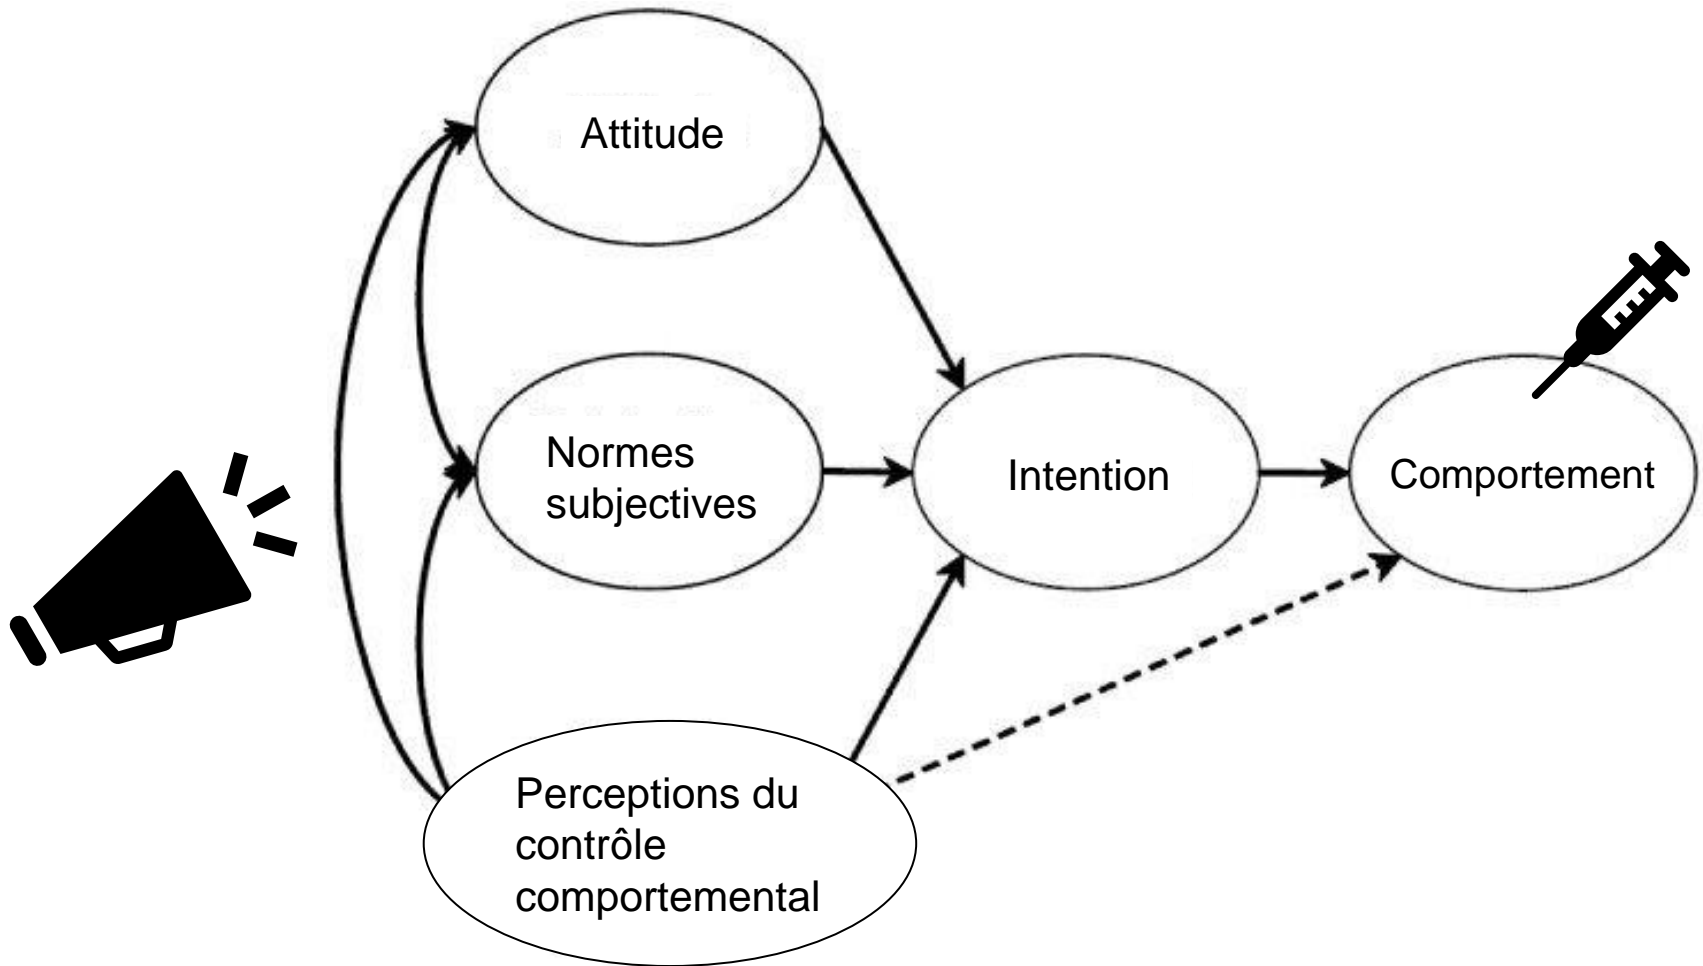 Attitude
Normes
subjectives
Intention
Comportement
Perceptions du
contrôle
comportemental